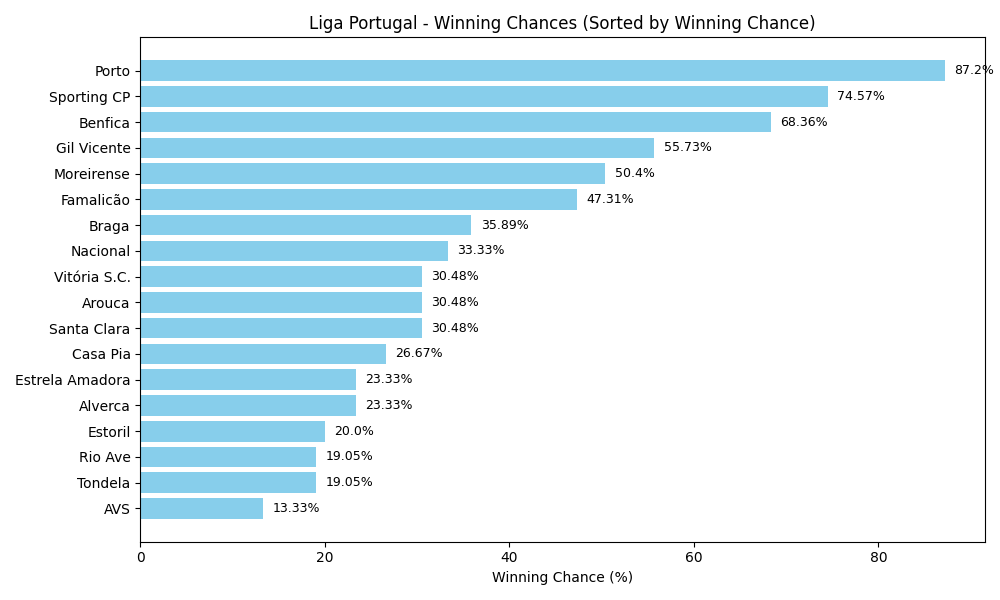 Liga Portugal - Winning Chances (Sorted by Winning Chance)
Porto 87.2%
Sporting CP 74.57%
Benfica 68.36%
Gil Vicente 55.73%
Moreirense 50.4%
Famalicão 47.31%
Braga 35.89%
Nacional 33.33%
Vitória S.C. 30.48%
Arouca 30.48%
Santa Clara 30.48%
Casa Pia 26.67%
Estrela Amadora 23.33%
Alverca 23.33%
Estoril 20.0%
Rio Ave 19.05%
Tondela 19.05%
AVS 13.33%
0 20 40 60 80
Winning Chance (%)